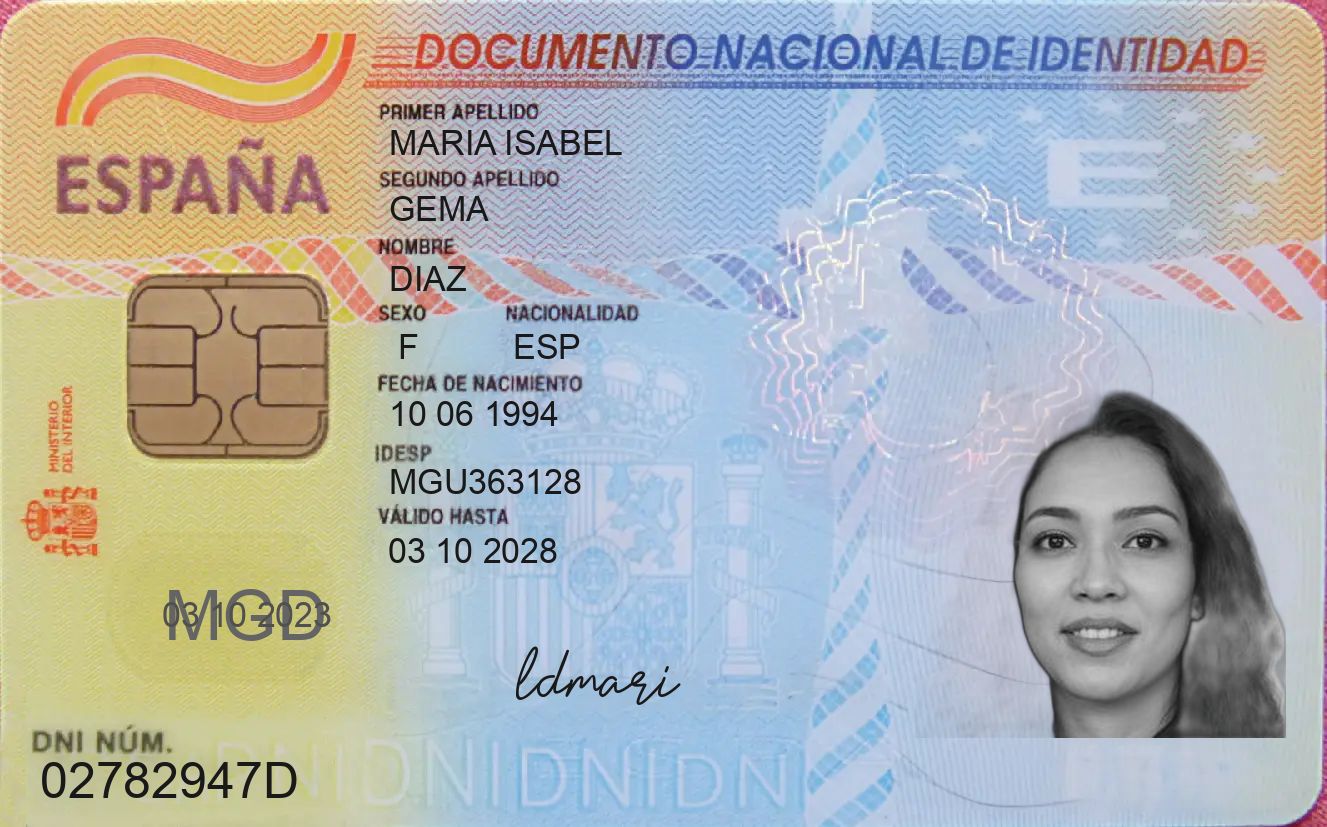 DOCUMENTO NACIONAL DE IDENTIDAD
ESPAÑA
PRIMER APELLIDO
MARIA ISABEL
SEGUNDO APELLIDO
GEMA
NOMBRE
DIAZ
SEXO NACIONALIDAD
F ESP
FECHA DE NACIMIENTO
10 06 1994
IDESP
MGU363128
VÁLIDO HASTA
03 10 2028
MINISTERIO
DEL INTERIOR
E
03 10 2023
MGD
ldmari
DNI NÚM.
02782947D
DNIDNIDNIDNI